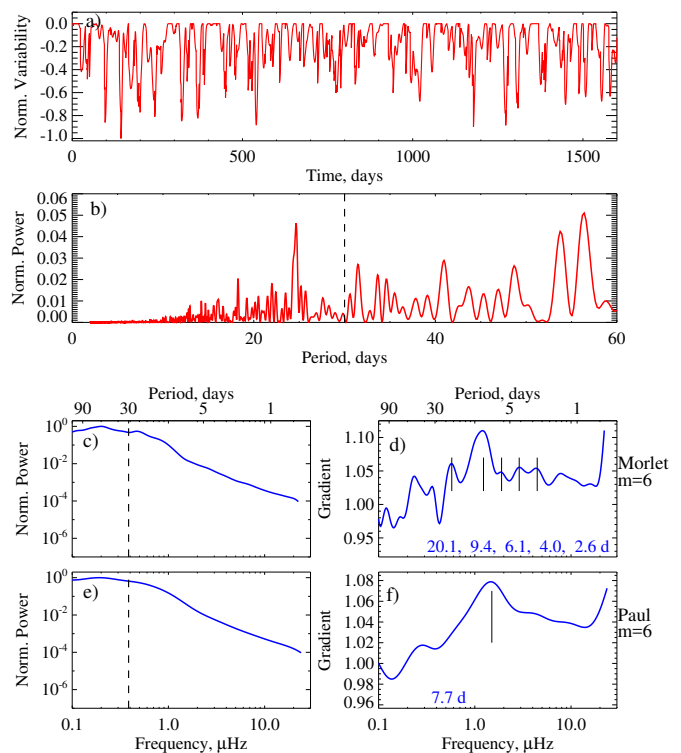 a)
Norm. Variability
0.0
-0.2
-0.4
-0.6
-0.8
-1.0
0 500 1000 1500
Time, days
b)
Norm. Power
0.06
0.05
0.04
0.03
0.02
0.01
0.00
0 20 40 60
Period, days
Period, days
90 30 5 1
c)
Norm. Power
10^0
10^-2
10^-4
10^-6
Period, days
90 30 5 1
d)
Gradient
1.10
1.05
1.00
0.95
20.1, 9.4, 6.1, 4.0, 2.6 d
Morlet
m=6
e)
Norm. Power
10^0
10^-2
10^-4
10^-6
0.1 1.0 10.0
Frequency, μHz
f)
Gradient
1.08
1.06
1.04
1.02
1.00
0.98
0.96
7.7 d
0.1 1.0 10.0
Frequency, μHz
Paul
m=6